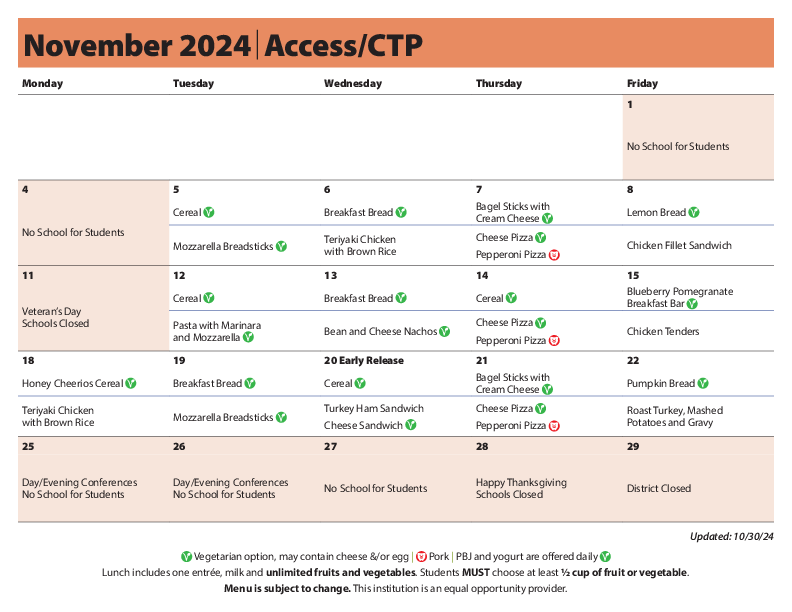 November 2024 | Access/CTP
Monday Tuesday Wednesday Thursday Friday
1
No School for Students
4
No School for Students
5
Cereal V
Mozzarella Breadsticks V
6
Breakfast Bread V
Teriyaki Chicken
with Brown Rice
7
Bagel Sticks with
Cream Cheese V
Cheese Pizza V
Pepperoni Pizza
8
Lemon Bread V
Chicken Fillet Sandwich
11
Veteran's Day
Schools Closed
12
Cereal V
Pasta with Marinara
and Mozzarella V
13
Breakfast Bread V
Bean and Cheese Nachos V
14
Cereal V
Cheese Pizza V
Pepperoni Pizza
15
Blueberry Pomegranate
Breakfast Bar V
Chicken Tenders
18
Honey Cheerios Cereal V
Teriyaki Chicken
with Brown Rice
19
Breakfast Bread V
Mozzarella Breadsticks V
20 Early Release
Cereal V
Turkey Ham Sandwich
Cheese Sandwich V
21
Bagel Sticks with
Cream Cheese V
Cheese Pizza V
Pepperoni Pizza
22
Pumpkin Bread V
Roast Turkey, Mashed
Potatoes and Gravy
25
Day/Evening Conferences
No School for Students
26
Day/Evening Conferences
No School for Students
27
No School for Students
28
Happy Thanksgiving
Schools Closed
29
District Closed
Updated: 10/30/24
V Vegetarian option, may contain cheese &/or egg | Pork | PBJ and yogurt are offered daily V
Lunch includes one entrée, milk and unlimited fruits and vegetables. Students MUST choose at least ½ cup of fruit or vegetable.
Menu is subject to change. This institution is an equal opportunity provider.